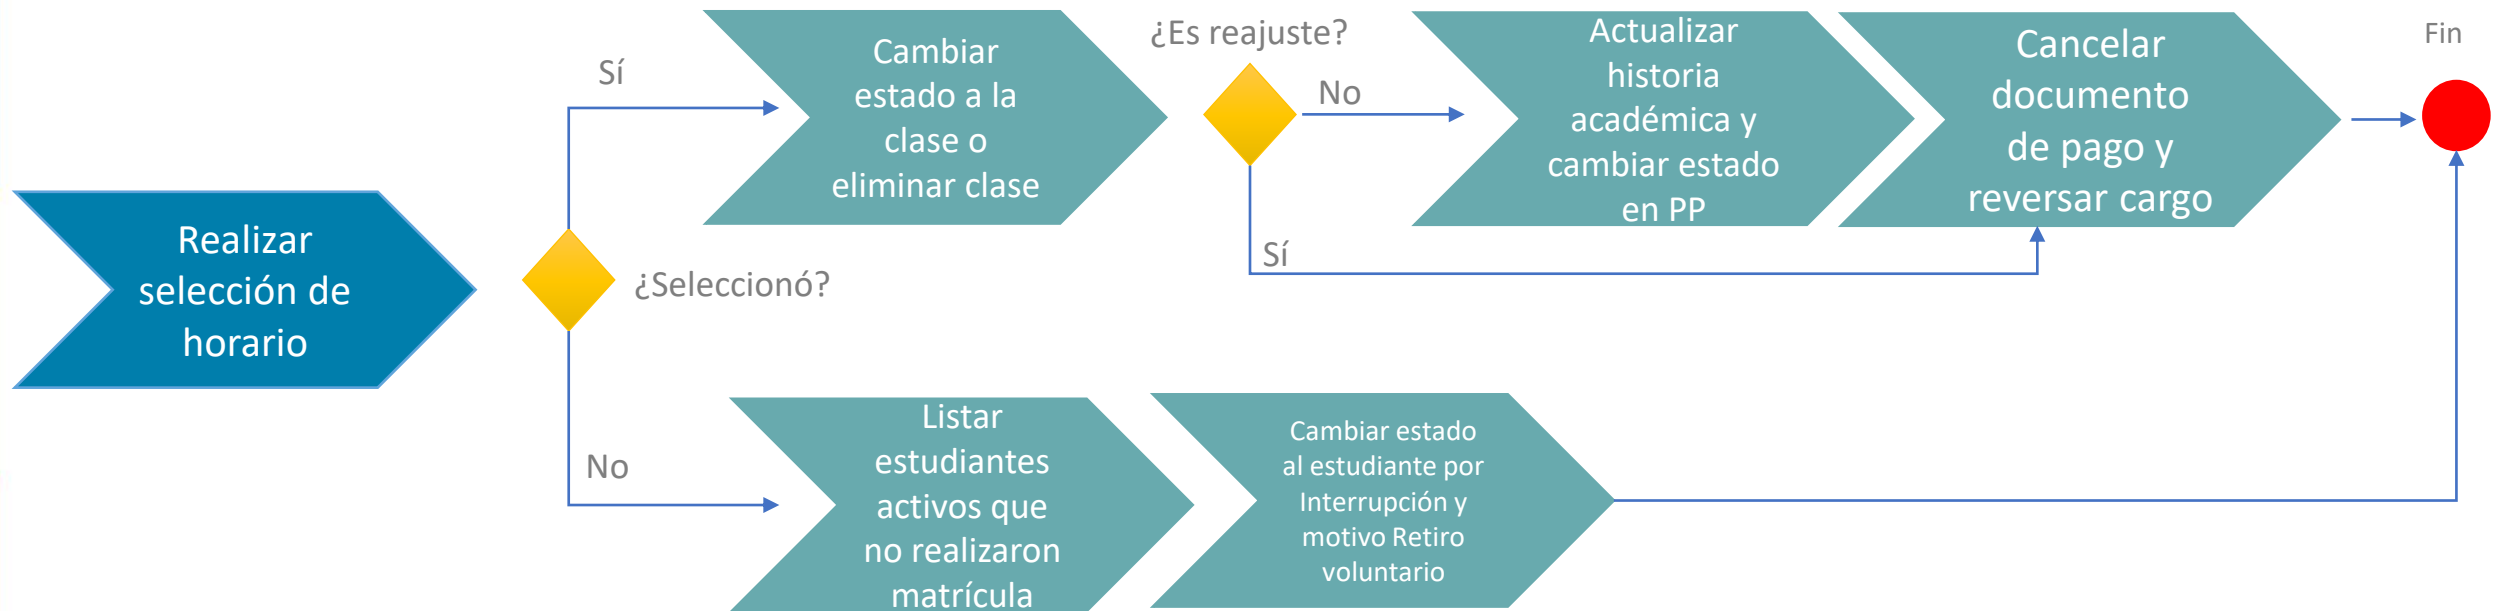 Realizar
selección de
horario
¿Seleccionó?
Sí
Cambiar
estado a la
clase o
eliminar clase
¿Es reajuste?
No
Actualizar
historia
académica y
cambiar estado
en PP
Sí
Cancelar
documento
de pago y
reversar cargo
Fin
No
Listar
estudiantes
activos que
no realizaron
matrícula
Cambiar estado
al estudiante por
Interrupción y
motivo Retiro
voluntario